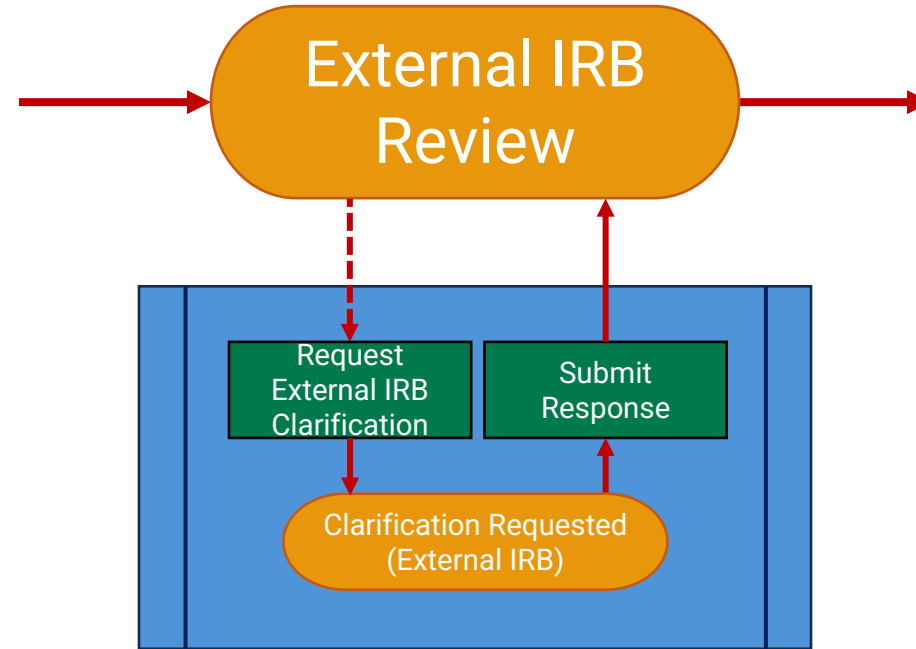 External IRB
Review
Request
External IRB
Clarification
Submit
Response
Clarification Requested
(External IRB)